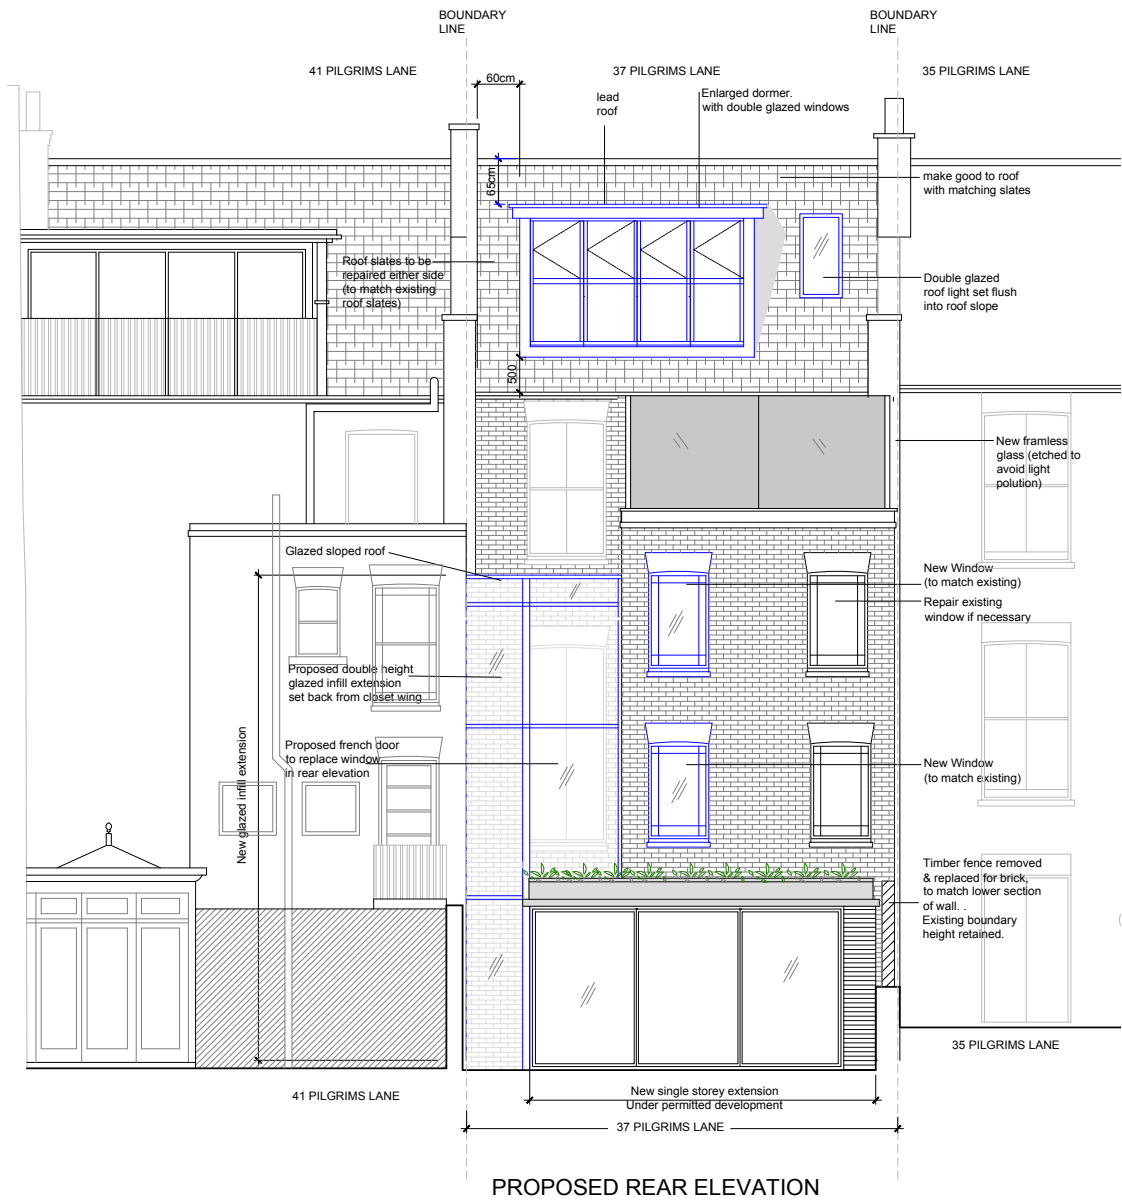 BOUNDARY
LINE
BOUNDARY
LINE
41 PILGRIMS LANE
37 PILGRIMS LANE
35 PILGRIMS LANE
60cm
lead
roof
Enlarged dormer.
with double glazed windows
65cm
make good to roof
with matching slates
Roof slates to be
repaired either side
(to match existing
roof slates)
Double glazed
roof light set flush
into roof slope
500
New framless
glass (etched to
avoid light
polution)
Glazed sloped roof
New Window
(to match existing)
Repair existing
window if necessary
Proposed double height
glazed infill extension
set back from closet wing
Proposed french door
to replace window
in rear elevation
New glazed infill extension
New Window
(to match existing)
Timber fence removed
& replaced for brick,
to match lower section
of wall. .
Existing boundary
height retained.
35 PILGRIMS LANE
41 PILGRIMS LANE
New single storey extension
Under permitted development
37 PILGRIMS LANE
PROPOSED REAR ELEVATION